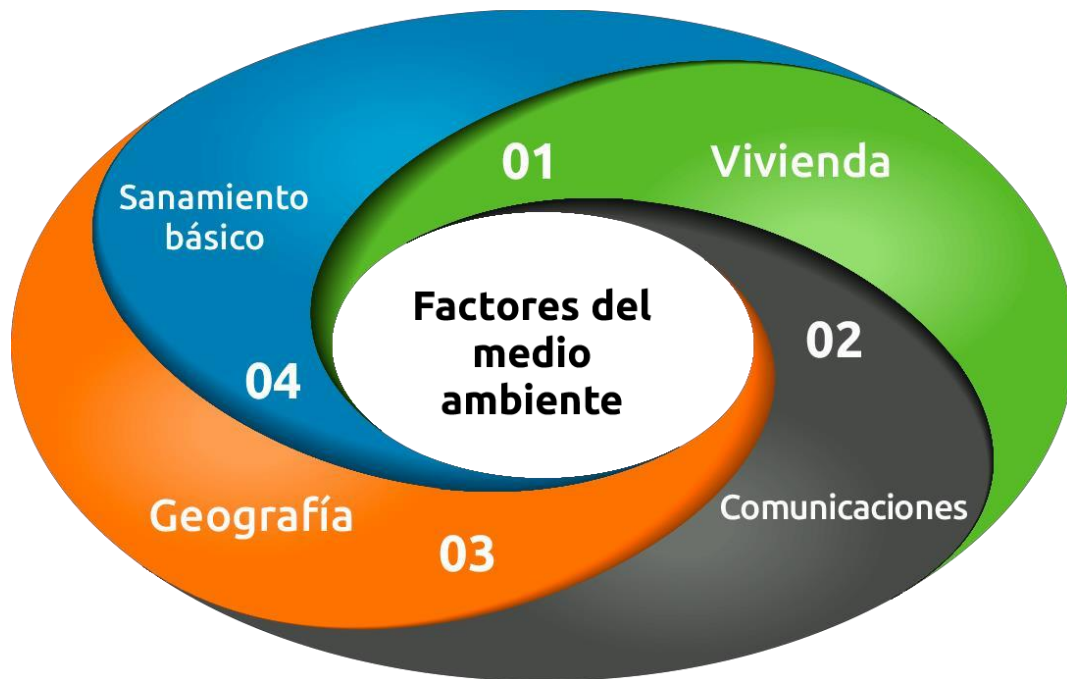 01
Vivienda
Sanamiento
básico
Factores del
medio
ambiente
02
04
Comunicaciones
Geografía
03